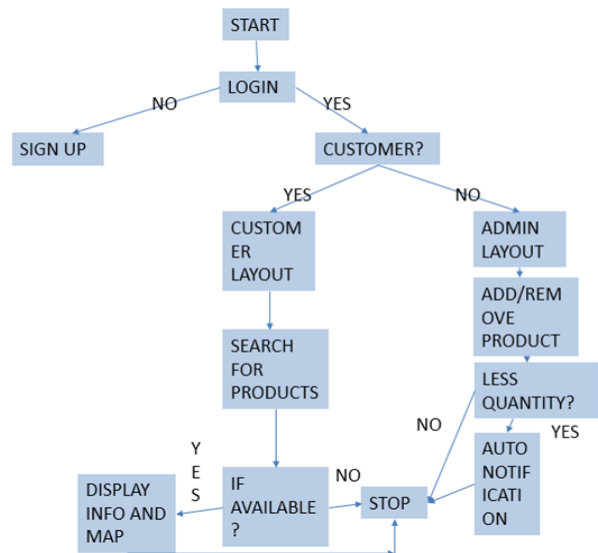 START
LOGIN
NO
YES
SIGN UP
CUSTOMER?
YES
NO
CUSTOM
ER
LAYOUT
ADMIN
LAYOUT
ADD/REM
OVE
PRODUCT
SEARCH
FOR
PRODUCTS
LESS
QUANTITY?
NO
YES
AUTO
NOTIF
ICATI
ON
Y
E
S
IF
AVAILABLE
?
NO
STOP
DISPLAY
INFO AND
MAP